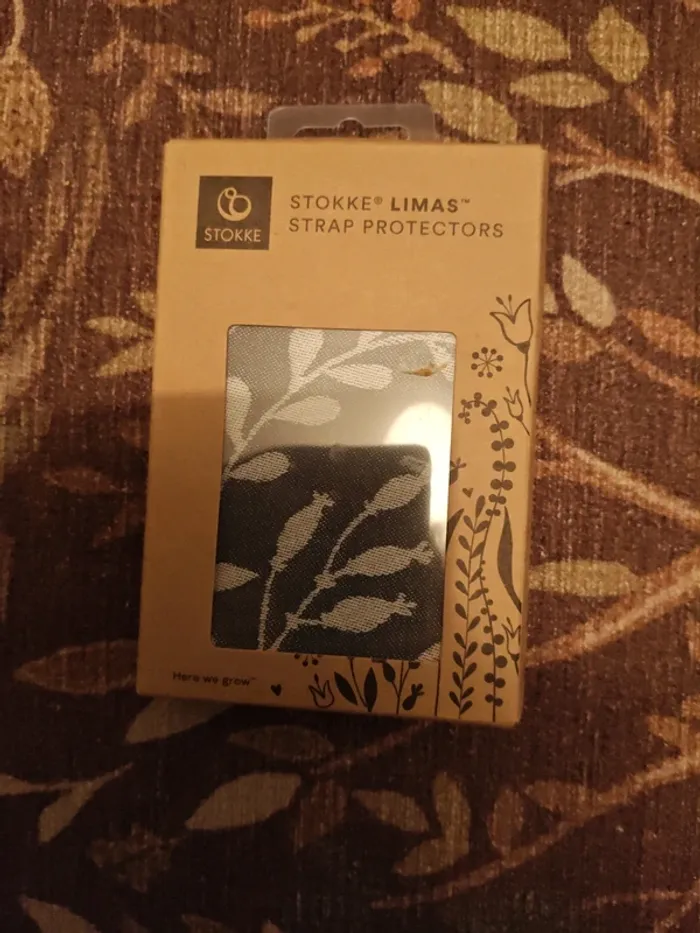 STOKKE
STOKKE® LIMAS™
STRAP PROTECTORS
Here we grow™